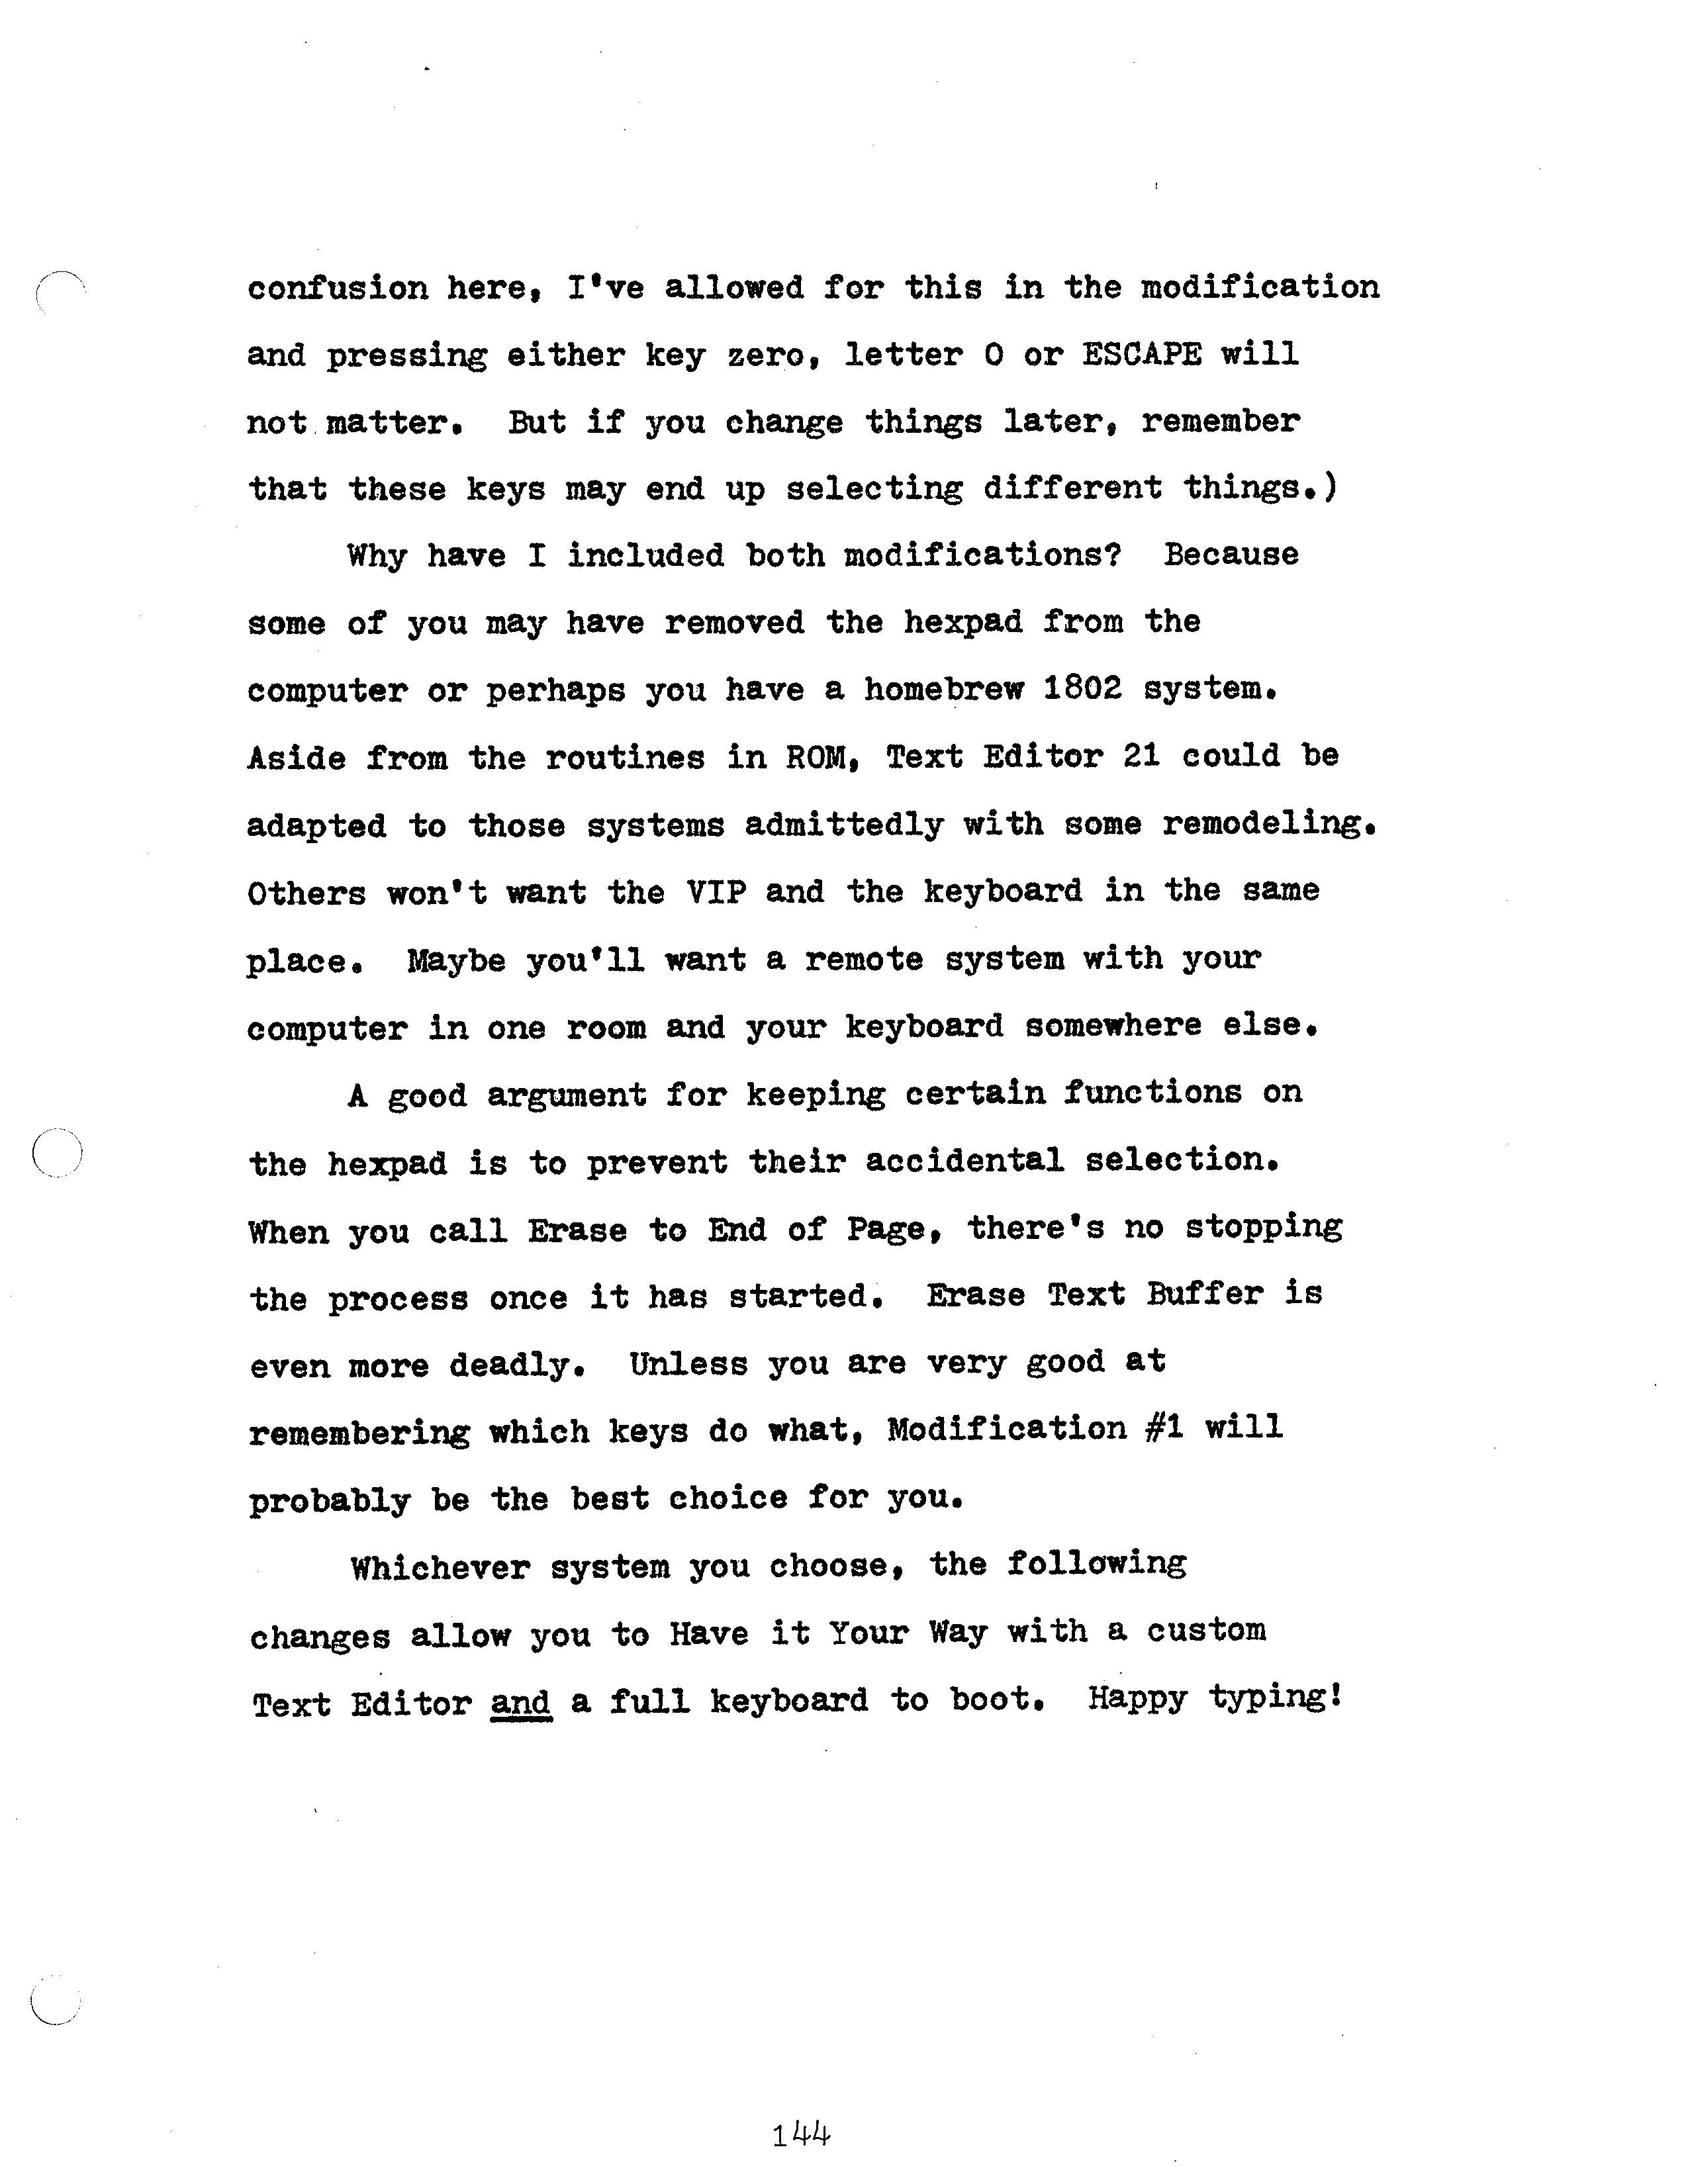 confusion here, I've allowed for this in the modification
and pressing either key zero, letter O or ESCAPE will
not matter.  But if you change things later, remember
that these keys may end up selecting different things.)
Why have I included both modifications?  Because
some of you may have removed the hexpad from the
computer or perhaps you have a homebrew 1802 system.
Aside from the routines in ROM, Text Editor 21 could be
adapted to those systems admittedly with some remodeling.
Others won't want the VIP and the keyboard in the same
place.  Maybe you'll want a remote system with your
computer in one room and your keyboard somewhere else.
A good argument for keeping certain functions on
the hexpad is to prevent their accidental selection.
When you call Erase to End of Page, there's no stopping
the process once it has started.  Erase Text Buffer is
even more deadly.  Unless you are very good at
remembering which keys do what, Modification #1 will
probably be the best choice for you.
Whichever system you choose, the following
changes allow you to Have it Your Way with a custom
Text Editor and a full keyboard to boot.  Happy typing!
144